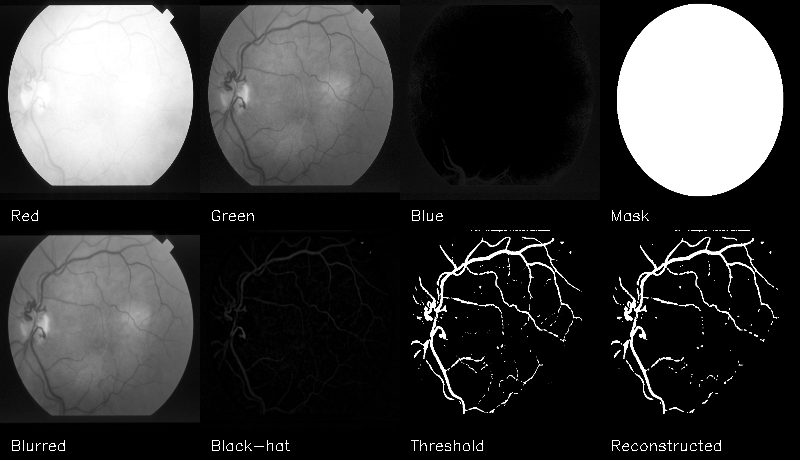 Red
Green
Blue
Mask
Blurred
Black-hat
Threshold
Reconstructed